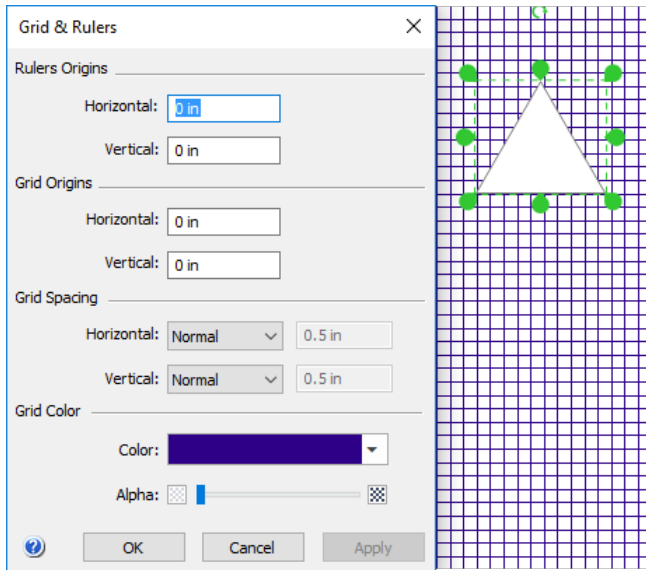 Grid & Rulers
Rulers Origins
Horizontal: 0 in
Vertical: 0 in
Grid Origins
Horizontal: 0 in
Vertical: 0 in
Grid Spacing
Horizontal: Normal 0.5 in
Vertical: Normal 0.5 in
Grid Color
Color:
Alpha:
? OK Cancel Apply